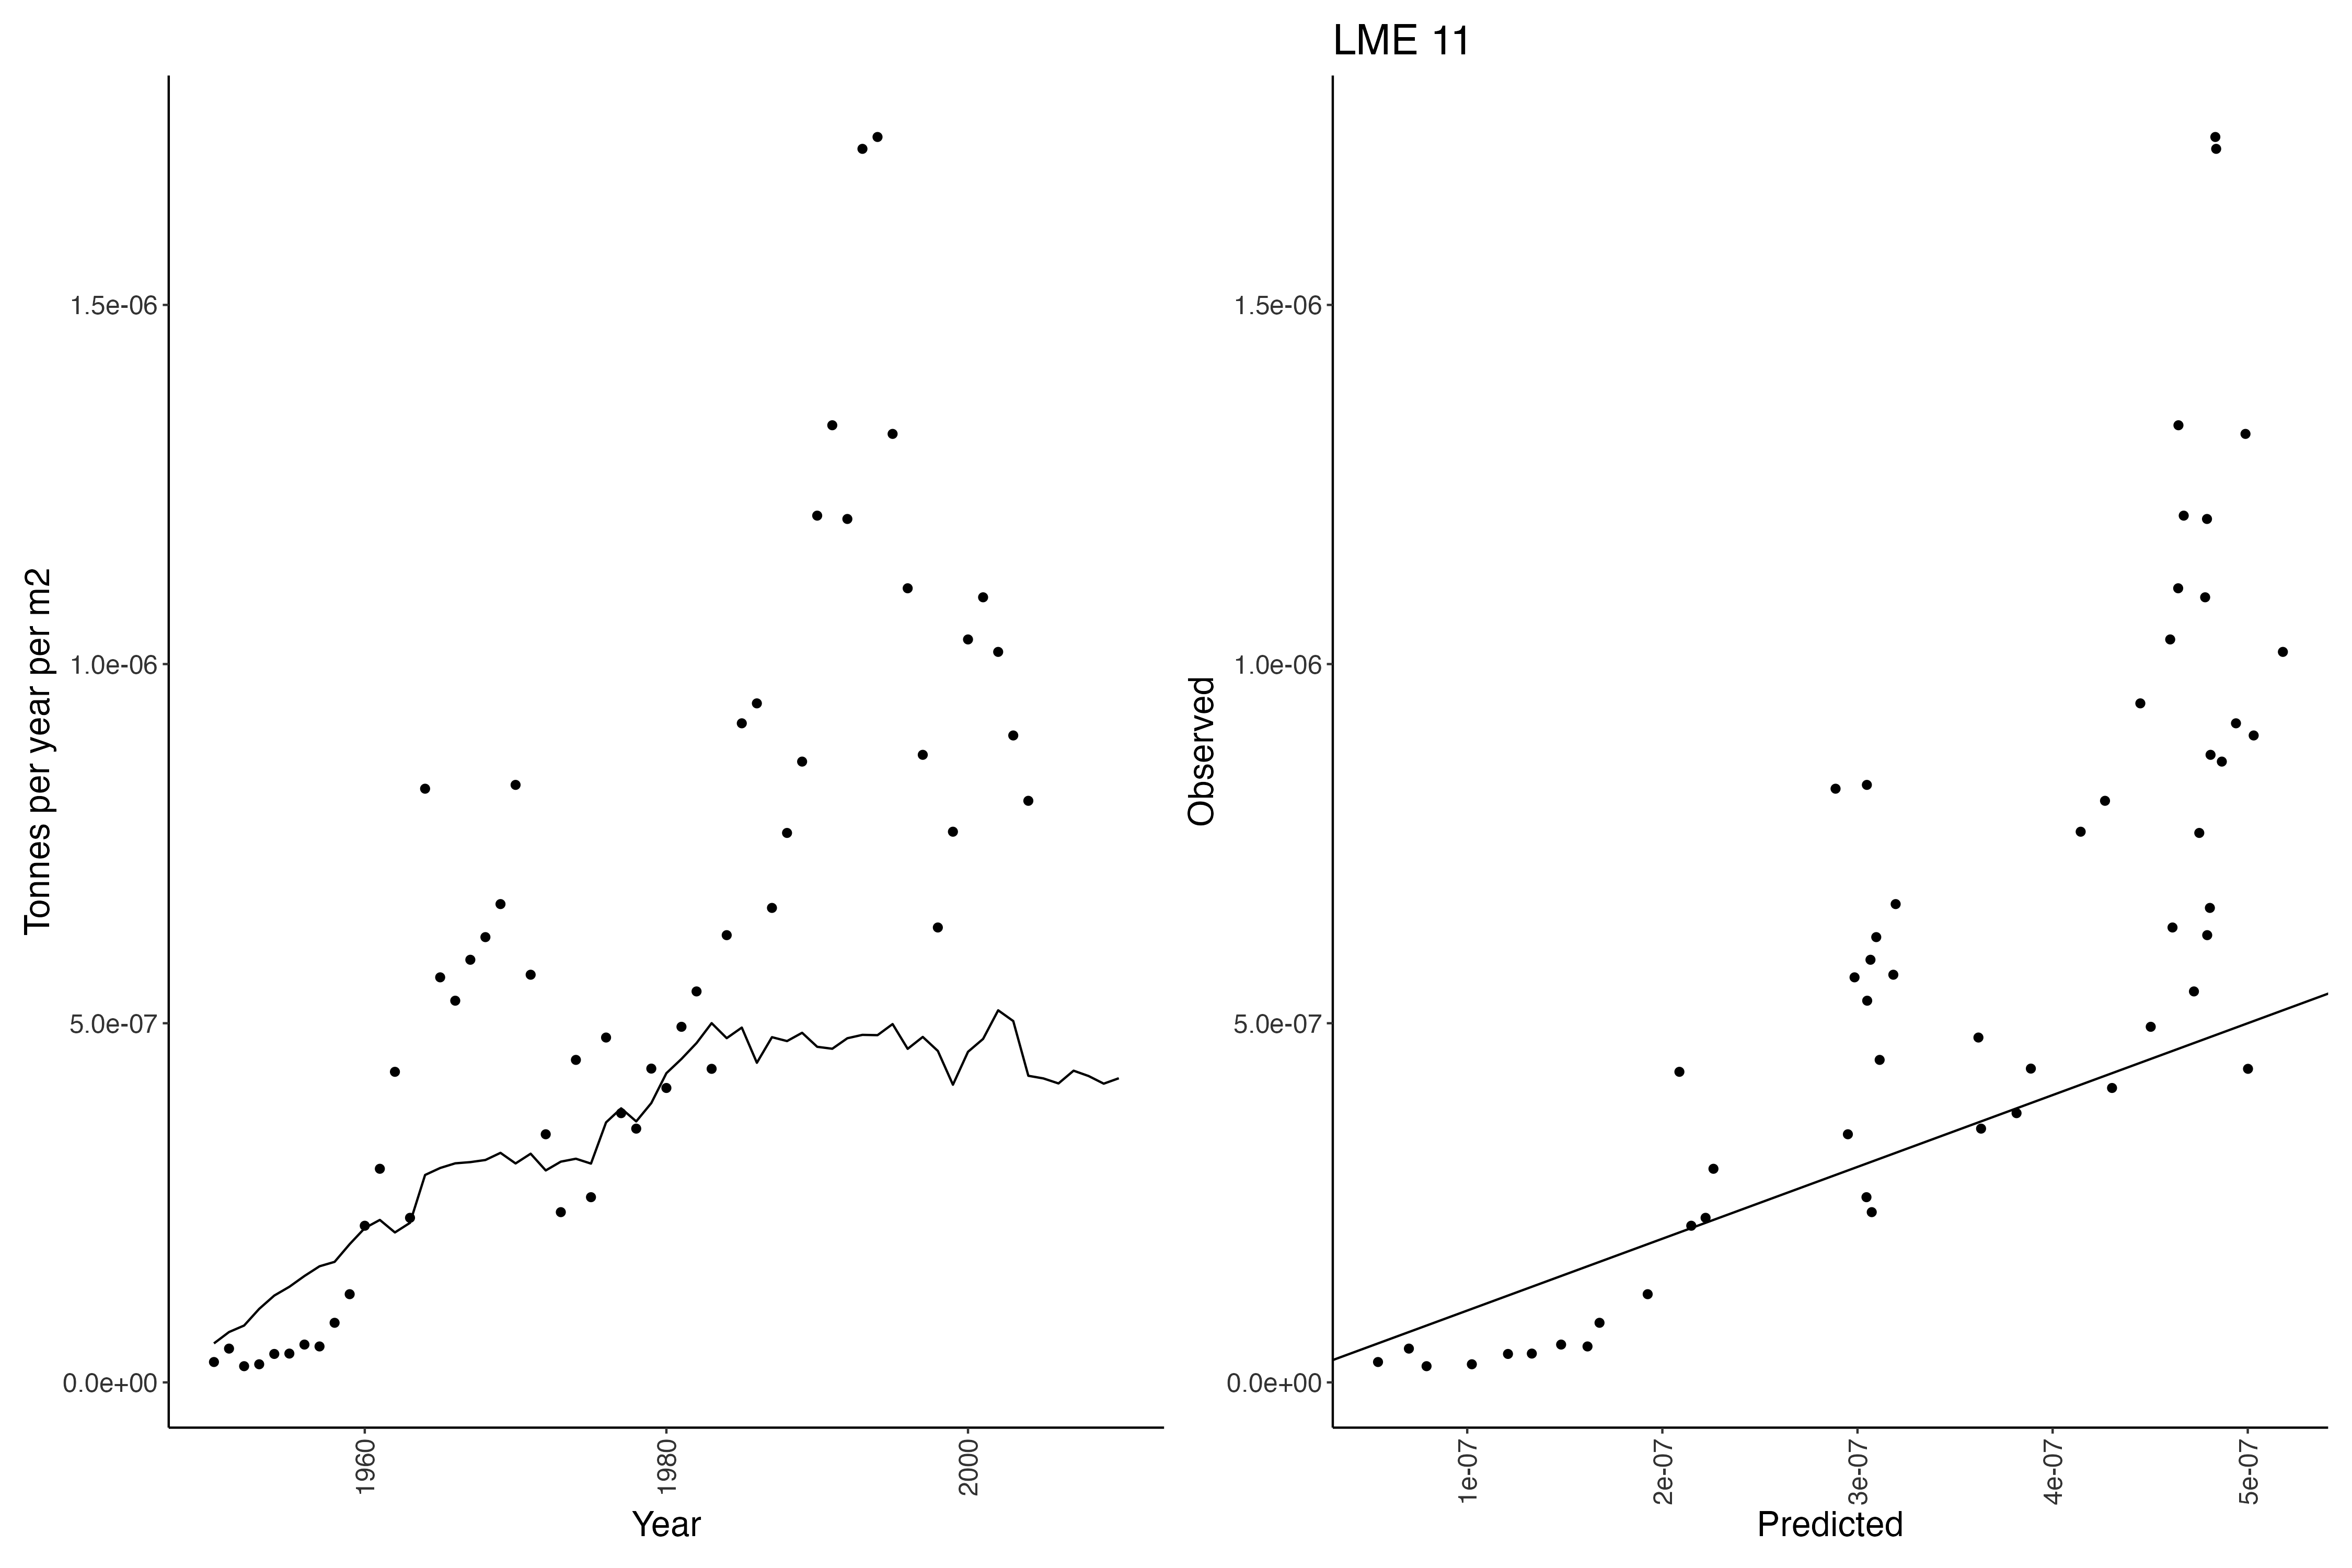 LME 11
Tonnes per year per m2
1.5e-06
1.0e-06
5.0e-07
0.0e+00
1960
1980
2000
Year
Observed
1.5e-06
1.0e-06
5.0e-07
0.0e+00
1e-07
2e-07
3e-07
4e-07
5e-07
Predicted